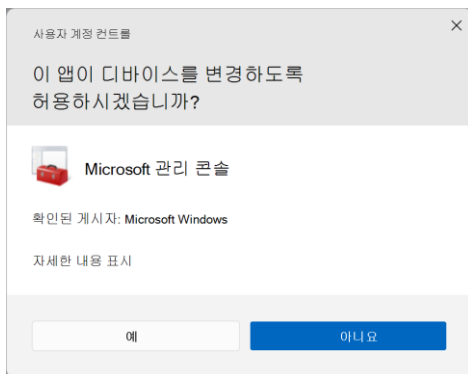 사용자 계정 컨트롤
이 앱이 디바이스를 변경하도록
허용하시겠습니까?
Microsoft 관리 콘솔
확인된 게시자: Microsoft Windows
자세한 내용 표시
예
아니요